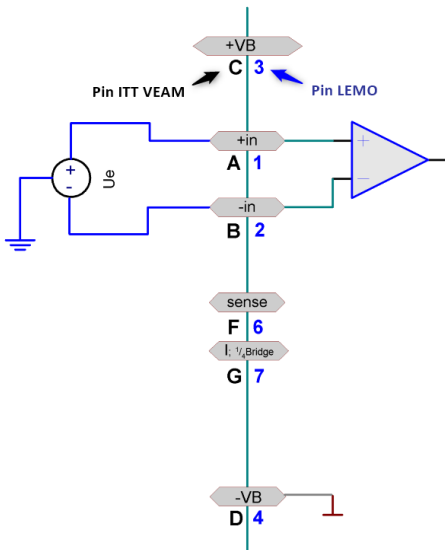 +VB
C 3
Pin ITT VEAM
Pin LEMO
+in
A 1
+
-
Ue
+
-
-in
B 2
sense
F 6
I; 1/4Bridge
G 7
-VB
D 4